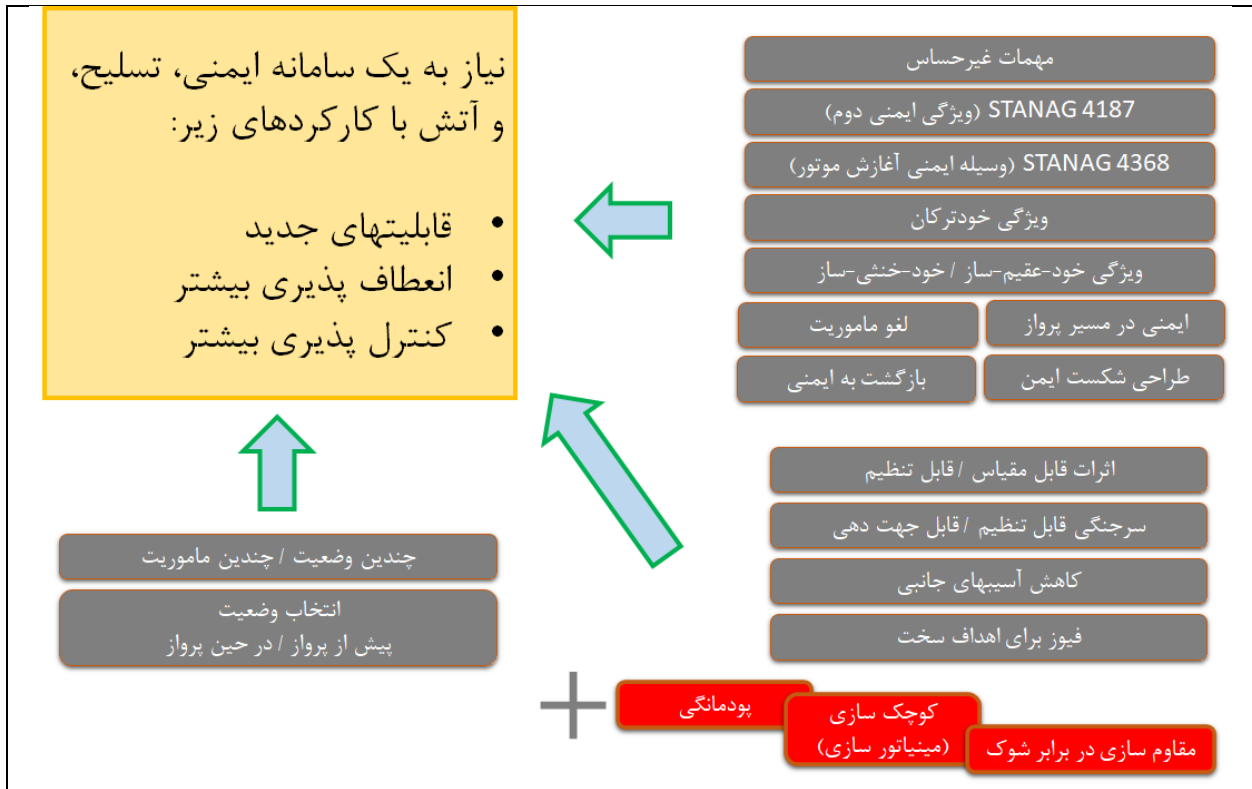 نیاز به یک سامانه ایمنی، تسلیح،
و آتش با کارکردهای زیر:
• قابلیتهای جدید
• انعطاف پذیری بیشتر
• کنترل پذیری بیشتر
مهمات غیرحساس
STANAG 4187 (ویژگی ایمنی دوم)
STANAG 4368 (وسیله ایمنی آغازش موتور)
ویژگی خودترکان
ویژگی خود-عقیم-ساز / خود-خنثی-ساز
ایمنی در مسیر پرواز
لغو ماموریت
طراحی شکست ایمن
بازگشت به ایمنی
اثرات قابل مقیاس / قابل تنظیم
سرجنگی قابل تنظیم / قابل جهت دهی
کاهش آسیبهای جانبی
فیوز برای اهداف سخت
چندین وضعیت / چندین ماموریت
انتخاب وضعیت
پیش از پرواز / در حین پرواز
+
پودمانگی
کوچک سازی
(مینیاتور سازی)
مقاوم سازی در برابر شوک